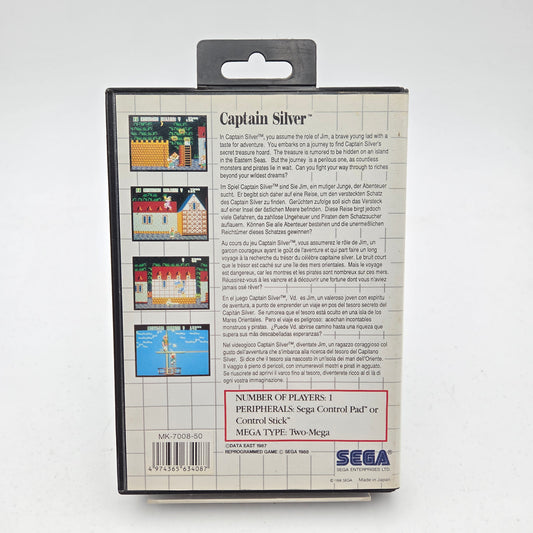 Captain Silver™
In Captain Silver™, you assume the role of Jim, a brave young lad with a
taste for adventure. You embarks on a journey to find Captain Silver's
secret treasure hoard. The treasure is rumored to be hidden on an island
in the Eastern Seas. But the journey is a perilous one, as countless
monsters and pirates lie in wait. Can you fight your way through to riches
beyond your wildest dreams?
Im Spiel Captain Silver™ sind Sie Jim, ein mutiger Junge, der Abenteuer
sucht. Er begibt sich daher auf eine Reise, um den versteckten Schatz
des Captain Silver zu finden. Gerüchten zufolge soll sich das Versteck
auf einer Insel der östlichen Meere befinden. Diese Reise birgt jedoch
viele Gefahren, da zahllose Ungeheuer und Piraten dem Schatzsucher
auflauern. Können Sie alle Abenteuer bestehen und die unermeßlichen
Reichtümer dieses Schatzes gewinnen?
Au cours du jeu Captain Silver™, vous assumerez le rôle de Jim, un
garçon courageux ayant le goût de l'aventure et qui part faire un long
voyage à la recherche du trésor du célèbre capitaine silver. Le bruit court
que le trésor est caché sur une île des mers orientales. Mais le voyage
est dangereux, car les montres et les pirates sont nombreux sur ces mers.
Réussirez-vous à les vaincre et à découvrir une fortune dont vous n'aviez
jamais osé rêver?
En el juego Captain Silver™, Vd. es Jim, un valeroso joven con espíritu
de aventura, a punto de emprender un viaje en pos del tesoro secreto del
Capitán Silver. Se rumorea que el tesoro está oculto en una isla de los
Mares Orientales. Pero el viaje es peligroso: acechan incontables
monstruos y piratas. ¿Puede Vd. abrirse camino hasta una riqueza que
supera sus más descabelladas esperanzas?
Nel videogioco Captain Silver™, diventate Jim, un ragazzo coraggioso col
gusto dell'avventura che s'imbarca alla ricerca del tesoro del Capitano
Silver. Si dice che il tesoro sia nascosto in un'isola dei mari dell'Oriente.
Il viaggio è pieno di pericoli, con innumerevoli mostri e pirati in aspettato.
Se riuscirete ad aprirvi il varco fino al tesoro, diventerete ricco al di là di
ogni vostra immaginazione.
NUMBER OF PLAYERS: 1
PERIPHERALS: Sega Control Pad™ or
Control Stick™
MEGA TYPE: Two-Mega
MK-7008-50
4 974365 634087
©DATA EAST 1987
REPROGRAMMED GAME © SEGA 1988
SEGA
SEGA ENTERPRISES LTD.
Made in Japan